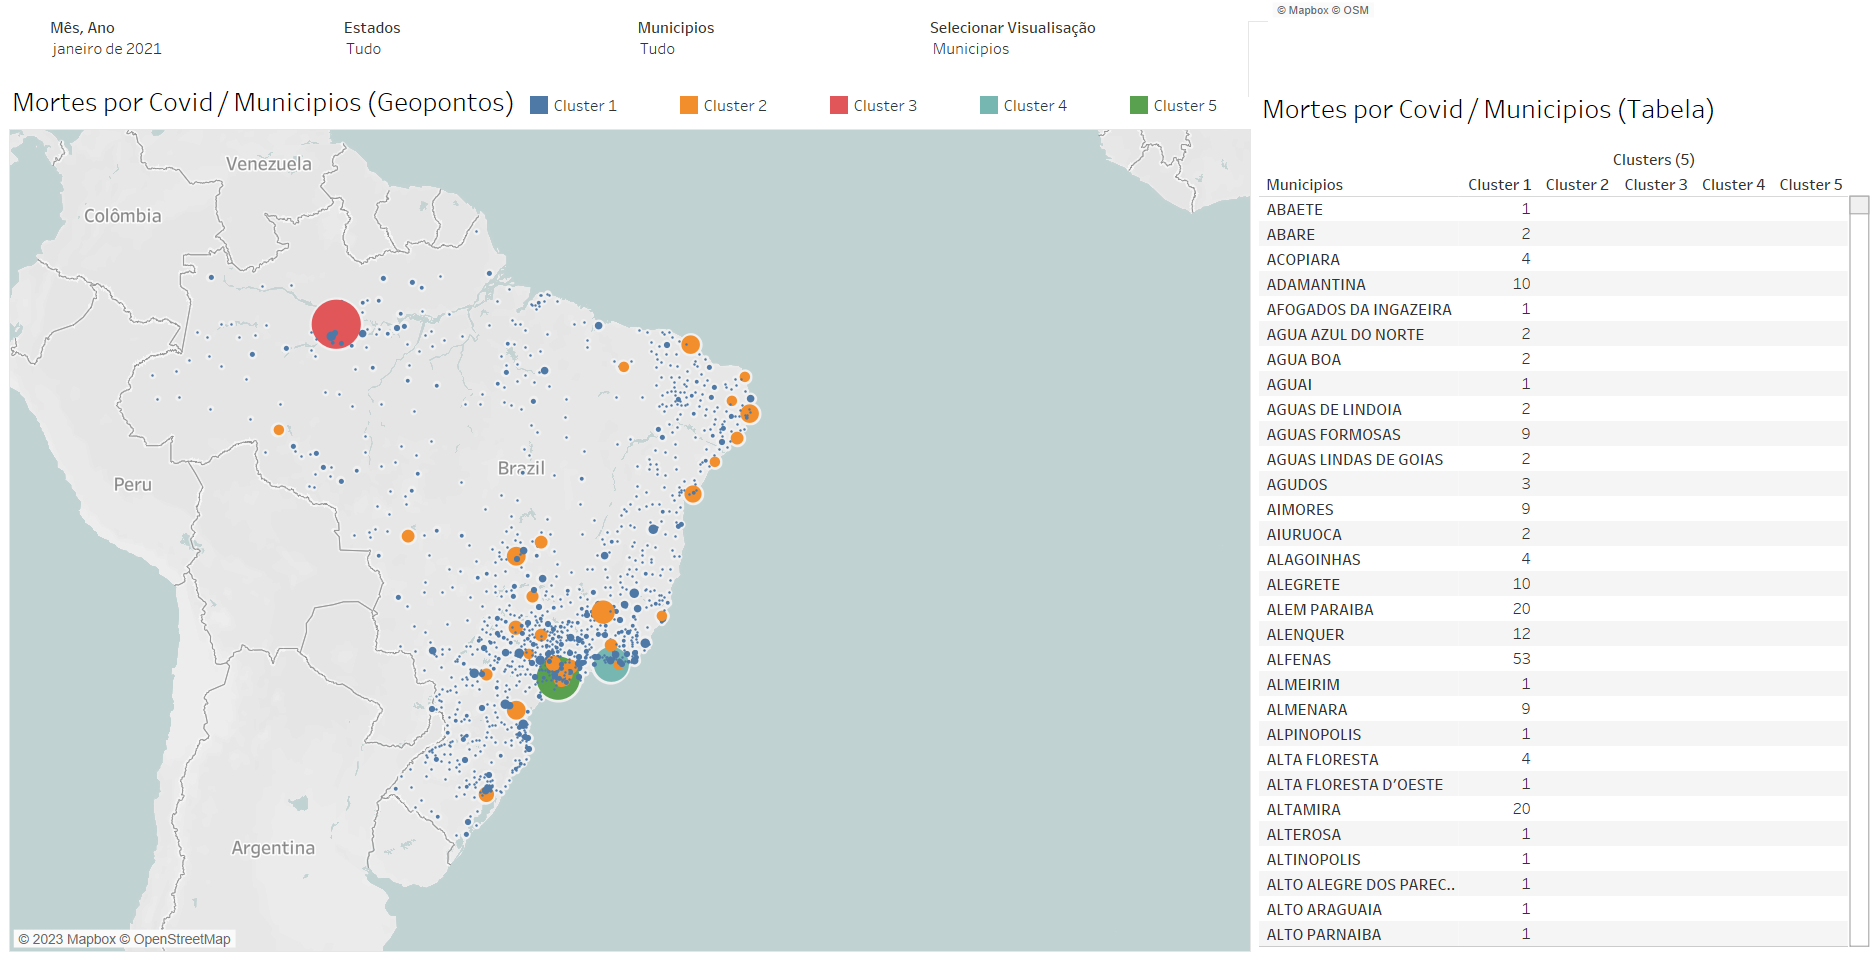 © Mapbox © OSM
Mês, Ano
Estados
Municipios
Selecionar Visualisação
janeiro de 2021
Tudo
Tudo
Municipios
Mortes por Covid / Municipios (Geopontos)
Cluster 1
Cluster 2
Cluster 3
Cluster 4
Cluster 5
Venezuela
Colômbia
Brazil
Peru
Argentina
© 2023 Mapbox © OpenStreetMap
Mortes por Covid / Municipios (Tabela)
Clusters (5)
Municipios Cluster 1 Cluster 2 Cluster 3 Cluster 4 Cluster 5
ABAETE 1
ABARE 2
ACOPIARA 4
ADAMANTINA 10
AFOGADOS DA INGAZEIRA 1
AGUA AZUL DO NORTE 2
AGUA BOA 2
AGUAI 1
AGUAS DE LINDOIA 2
AGUAS FORMOSAS 9
AGUAS LINDAS DE GOIAS 2
AGUDOS 3
AIMORES 9
AIURUOCA 2
ALAGOINHAS 4
ALEGRETE 10
ALEM PARAIBA 20
ALENQUER 12
ALFENAS 53
ALMEIRIM 1
ALMENARA 9
ALPINOPOLIS 1
ALTA FLORESTA 4
ALTA FLORESTA D’OESTE 1
ALTAMIRA 20
ALTEROSA 1
ALTINOPOLIS 1
ALTO ALEGRE DOS PAREC.. 1
ALTO ARAGUAIA 1
ALTO PARNAIBA 1